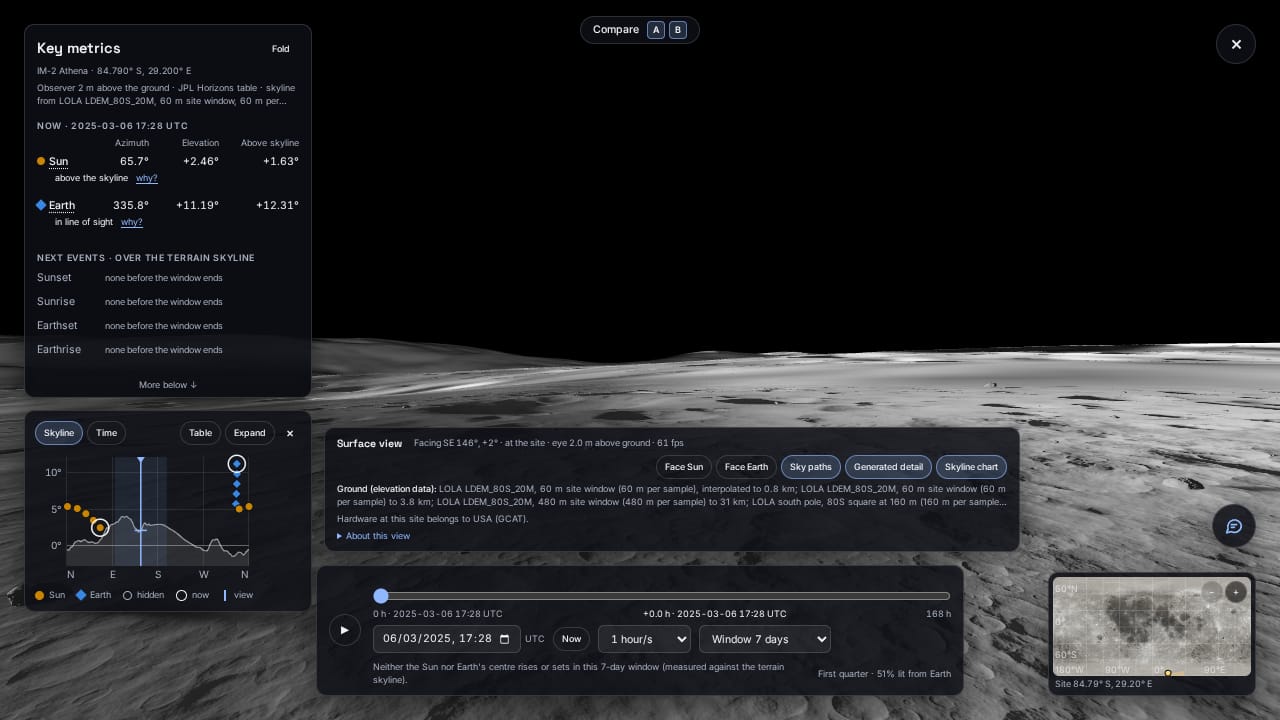 Compare A B
Key metrics Fold
IM-2 Athena · 84.790° S, 29.200° E
Observer 2 m above the ground · JPL Horizons table · skyline
from LOLA LDEM_80S_20M, 60 m site window, 60 m per...
NOW · 2025-03-06 17:28 UTC
Azimuth Elevation Above skyline
Sun 65.7° +2.46° +1.63°
above the skyline why?
Earth 335.8° +11.19° +12.31°
in line of sight why?
NEXT EVENTS · OVER THE TERRAIN SKYLINE
Sunset none before the window ends
Sunrise none before the window ends
Earthset none before the window ends
Earthrise none before the window ends
More below ↓
Skyline Time Table Expand ×
10°
5°
0°
N E S W N
Sun Earth hidden now view
Surface view Facing SE 146°, +2° · at the site · eye 2.0 m above ground · 61 fps
Face Sun Face Earth Sky paths Generated detail Skyline chart
Ground (elevation data): LOLA LDEM_80S_20M, 60 m site window (60 m per sample), interpolated to 0.8 km; LOLA LDEM_80S_20M, 60 m site window (60 m
per sample) to 3.8 km; LOLA LDEM_80S_20M, 480 m site window (480 m per sample) to 31 km; LOLA south pole, 80S square at 160 m (160 m per sample...
Hardware at this site belongs to USA (GCAT).
▶ About this view
0 h · 2025-03-06 17:28 UTC +0.0 h · 2025-03-06 17:28 UTC 168 h
06/03/2025, 17:28 UTC Now 1 hour/s Window 7 days
Neither the Sun nor Earth's centre rises or sets in this 7-day window (measured against the terrain
skyline).
First quarter · 51% lit from Earth
60°N
0°
60°S
180°W 90°W 0° 90°E
Site 84.79° S, 29.20° E